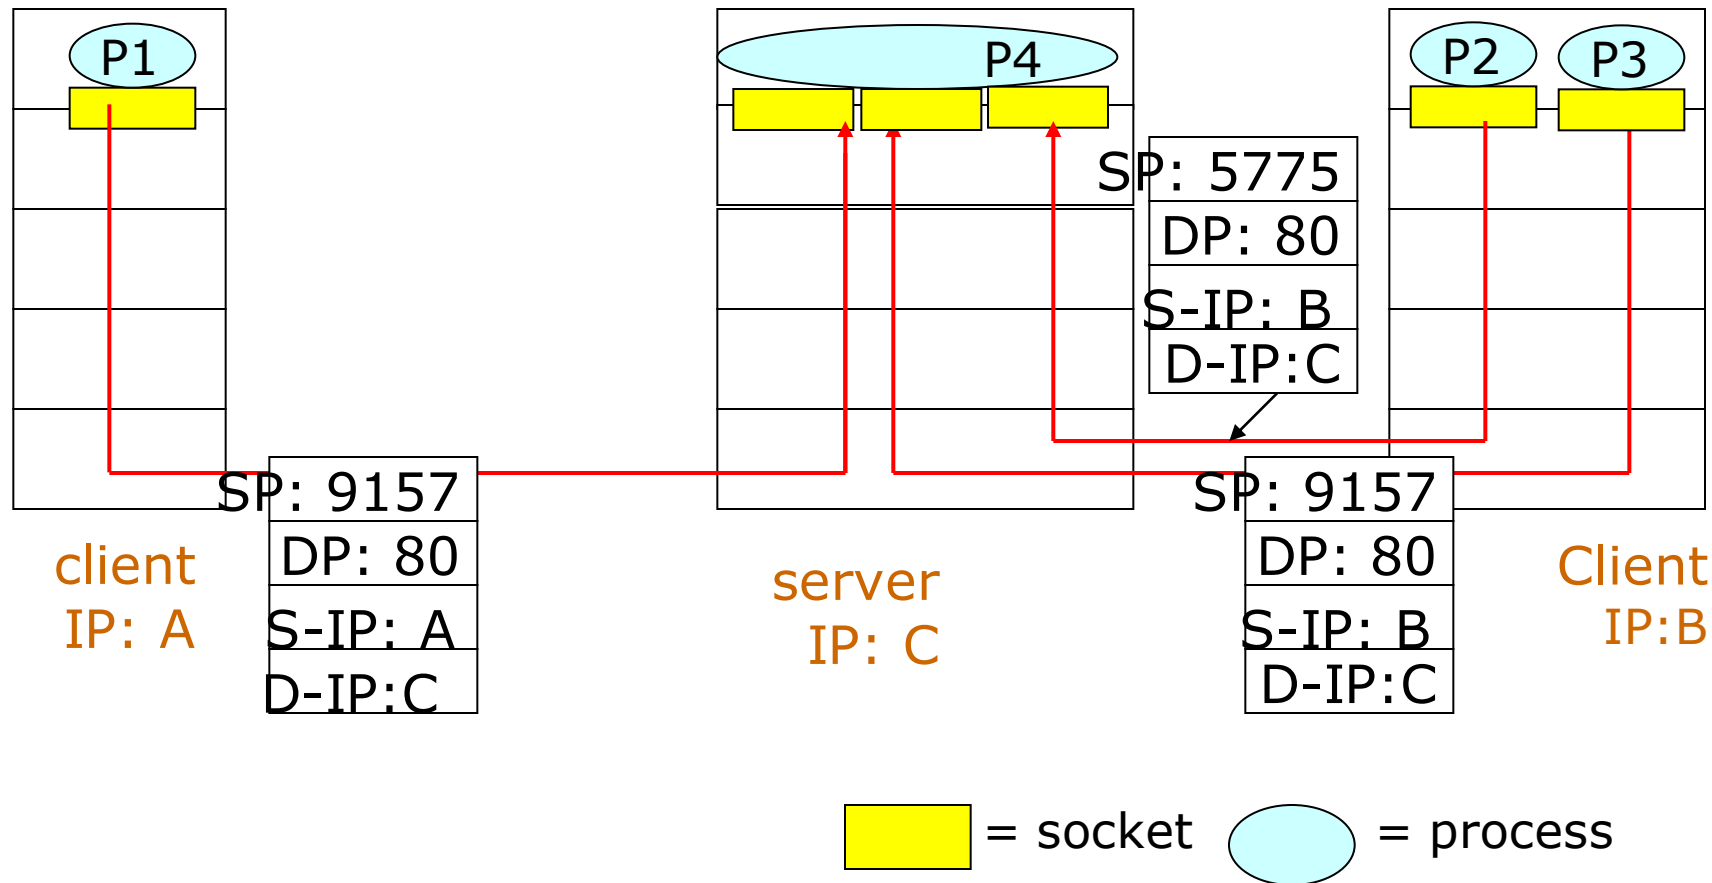 P1
P4
P2
P3
SP: 5775
DP: 80
S-IP: B
D-IP:C
SP: 9157
DP: 80
S-IP: A
D-IP:C
SP: 9157
DP: 80
S-IP: B
D-IP:C
client
IP: A
server
IP: C
Client
IP:B
= socket
= process